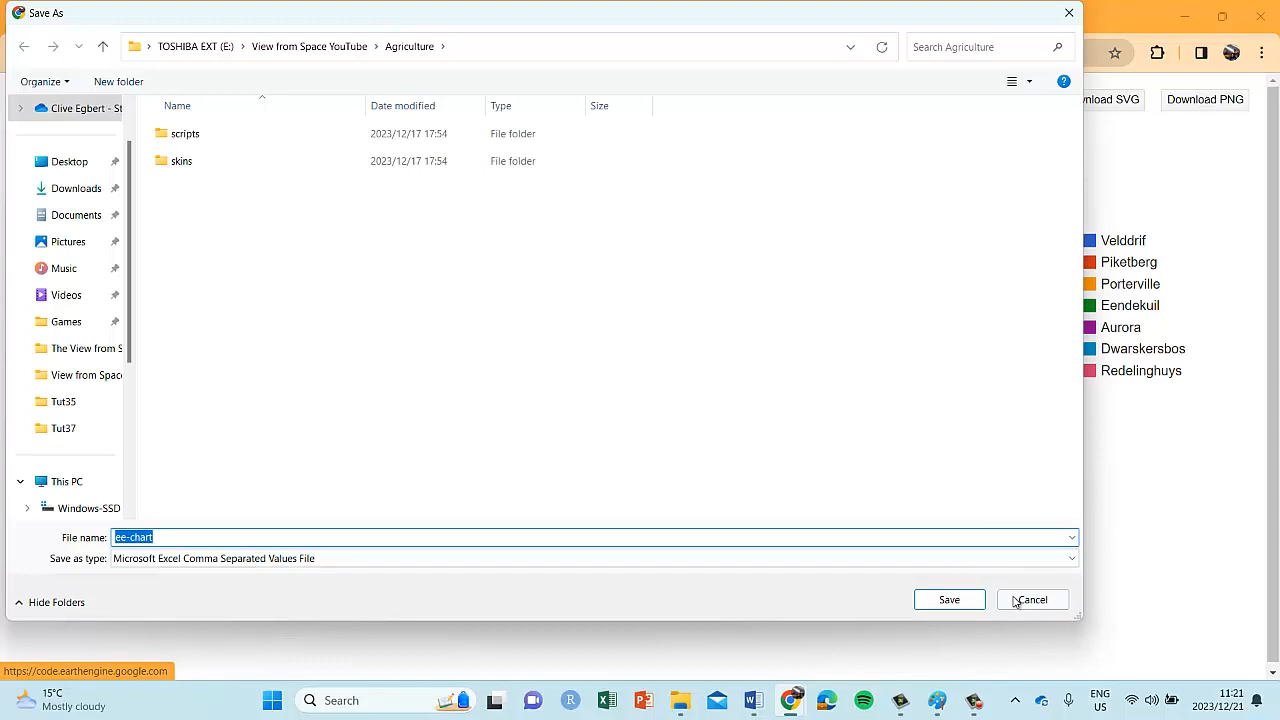 Save As
TOSHIBA EXT (E:)
View from Space YouTube
Agriculture
Search Agriculture
Organize
New folder
nload SVG
Download PNG
Clive Egbert - St
Name
Date modified
Type
Size
scripts
2023/12/17 17:54
File folder
skins
2023/12/17 17:54
File folder
Desktop
Downloads
Documents
Pictures
Music
Videos
Games
The View from S
View from Space
Tut35
Tut37
This PC
Windows-SSD
Velddrif
Piketberg
Porterville
Eendekuil
Aurora
Dwarskersbos
Redelinghuys
File name: ee-chart
Save as type: Microsoft Excel Comma Separated Values File
Hide Folders
Save
Cancel
https://code.earthengine.google.com
15°C
Mostly cloudy
Search
ENG
US
11:21
2023/12/21